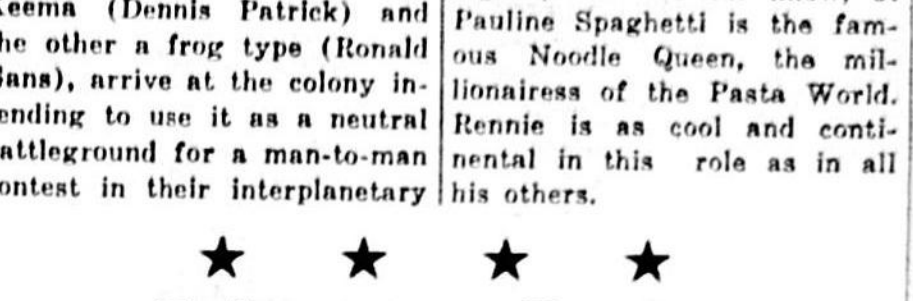 (Dennis Patrick) and
he other a frog type (Ronald
ans), arrive at the colony in-
ending to use it as a neutral
attleground for a man-to-man
ontest in their interplanetary
Pauline Spaghetti is the fam-
ous Noodle Queen, the mil-
lionairess of the Pasta World.
Rennie is as cool and conti-
nental in this role as in all
his others.
★ ★ ★ ★